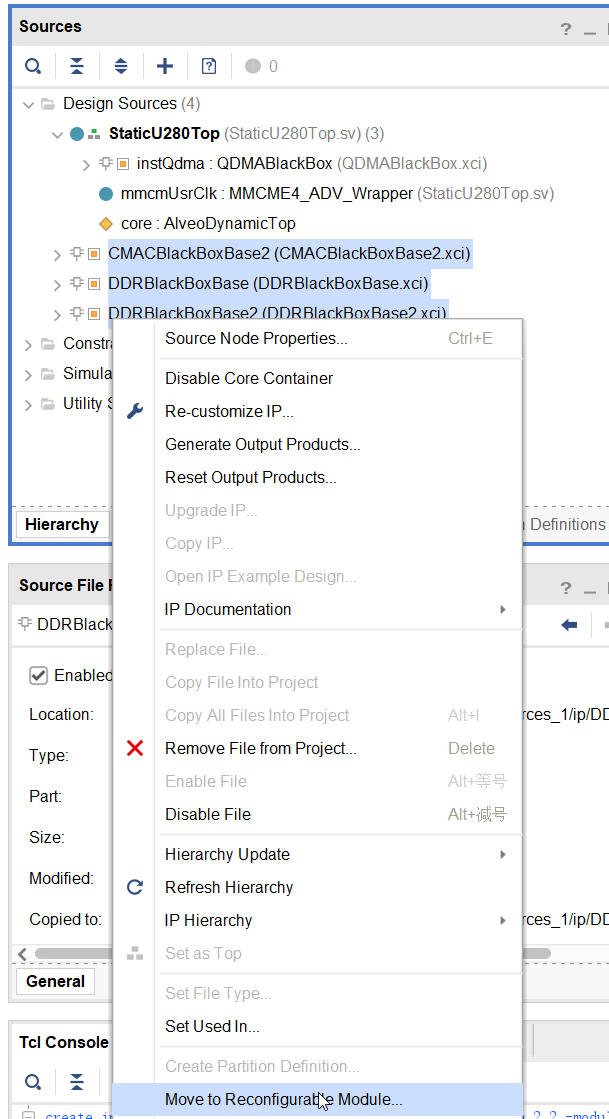 Sources
?
0
Design Sources (4)
StaticU280Top (StaticU280Top.sv) (3)
instQdma : QDMABlackBox (QDMABlackBox.xci)
mmcmUsrClk : MMCME4_ADV_Wrapper (StaticU280Top.sv)
core : AlveoDynamicTop
CMACBlackBoxBase2 (CMACBlackBoxBase2.xci)
DDRBlackBoxBase (DDRBlackBoxBase.xci)
DDRBlackBoxBase2 (DDRBlackBoxBase2.xci)
Constr
Simula
Utility S
Hierarchy
Definitions
Source Node Properties... Ctrl+E
Disable Core Container
Re-customize IP...
Generate Output Products...
Reset Output Products...
Upgrade IP...
Copy IP...
Open IP Example Design...
IP Documentation
Replace File...
Copy File Into Project
Copy All Files Into Project Alt+I
Remove File from Project... Delete
Enable File Alt+等号
Disable File Alt+减号
Hierarchy Update
Refresh Hierarchy
IP Hierarchy
Set as Top
Set File Type...
Set Used In...
Create Partition Definition...
Move to Reconfigurable Module...
Source File
?
DDRBlack
Enabled
Location: rces_1/ip/DD
Type:
Part:
Size:
Modified:
Copied to: rces_1/ip/DD
General
Tcl Console